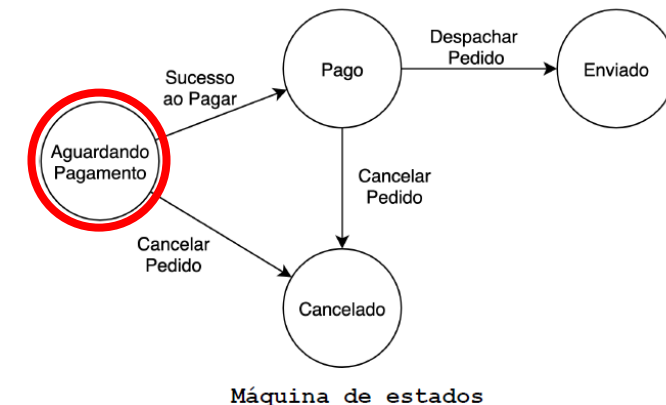 Despachar
Pedido
Sucesso
ao Pagar
Pago
Enviado
Aguardando
Pagamento
Cancelar
Pedido
Cancelar
Pedido
Cancelado
Máquina de estados